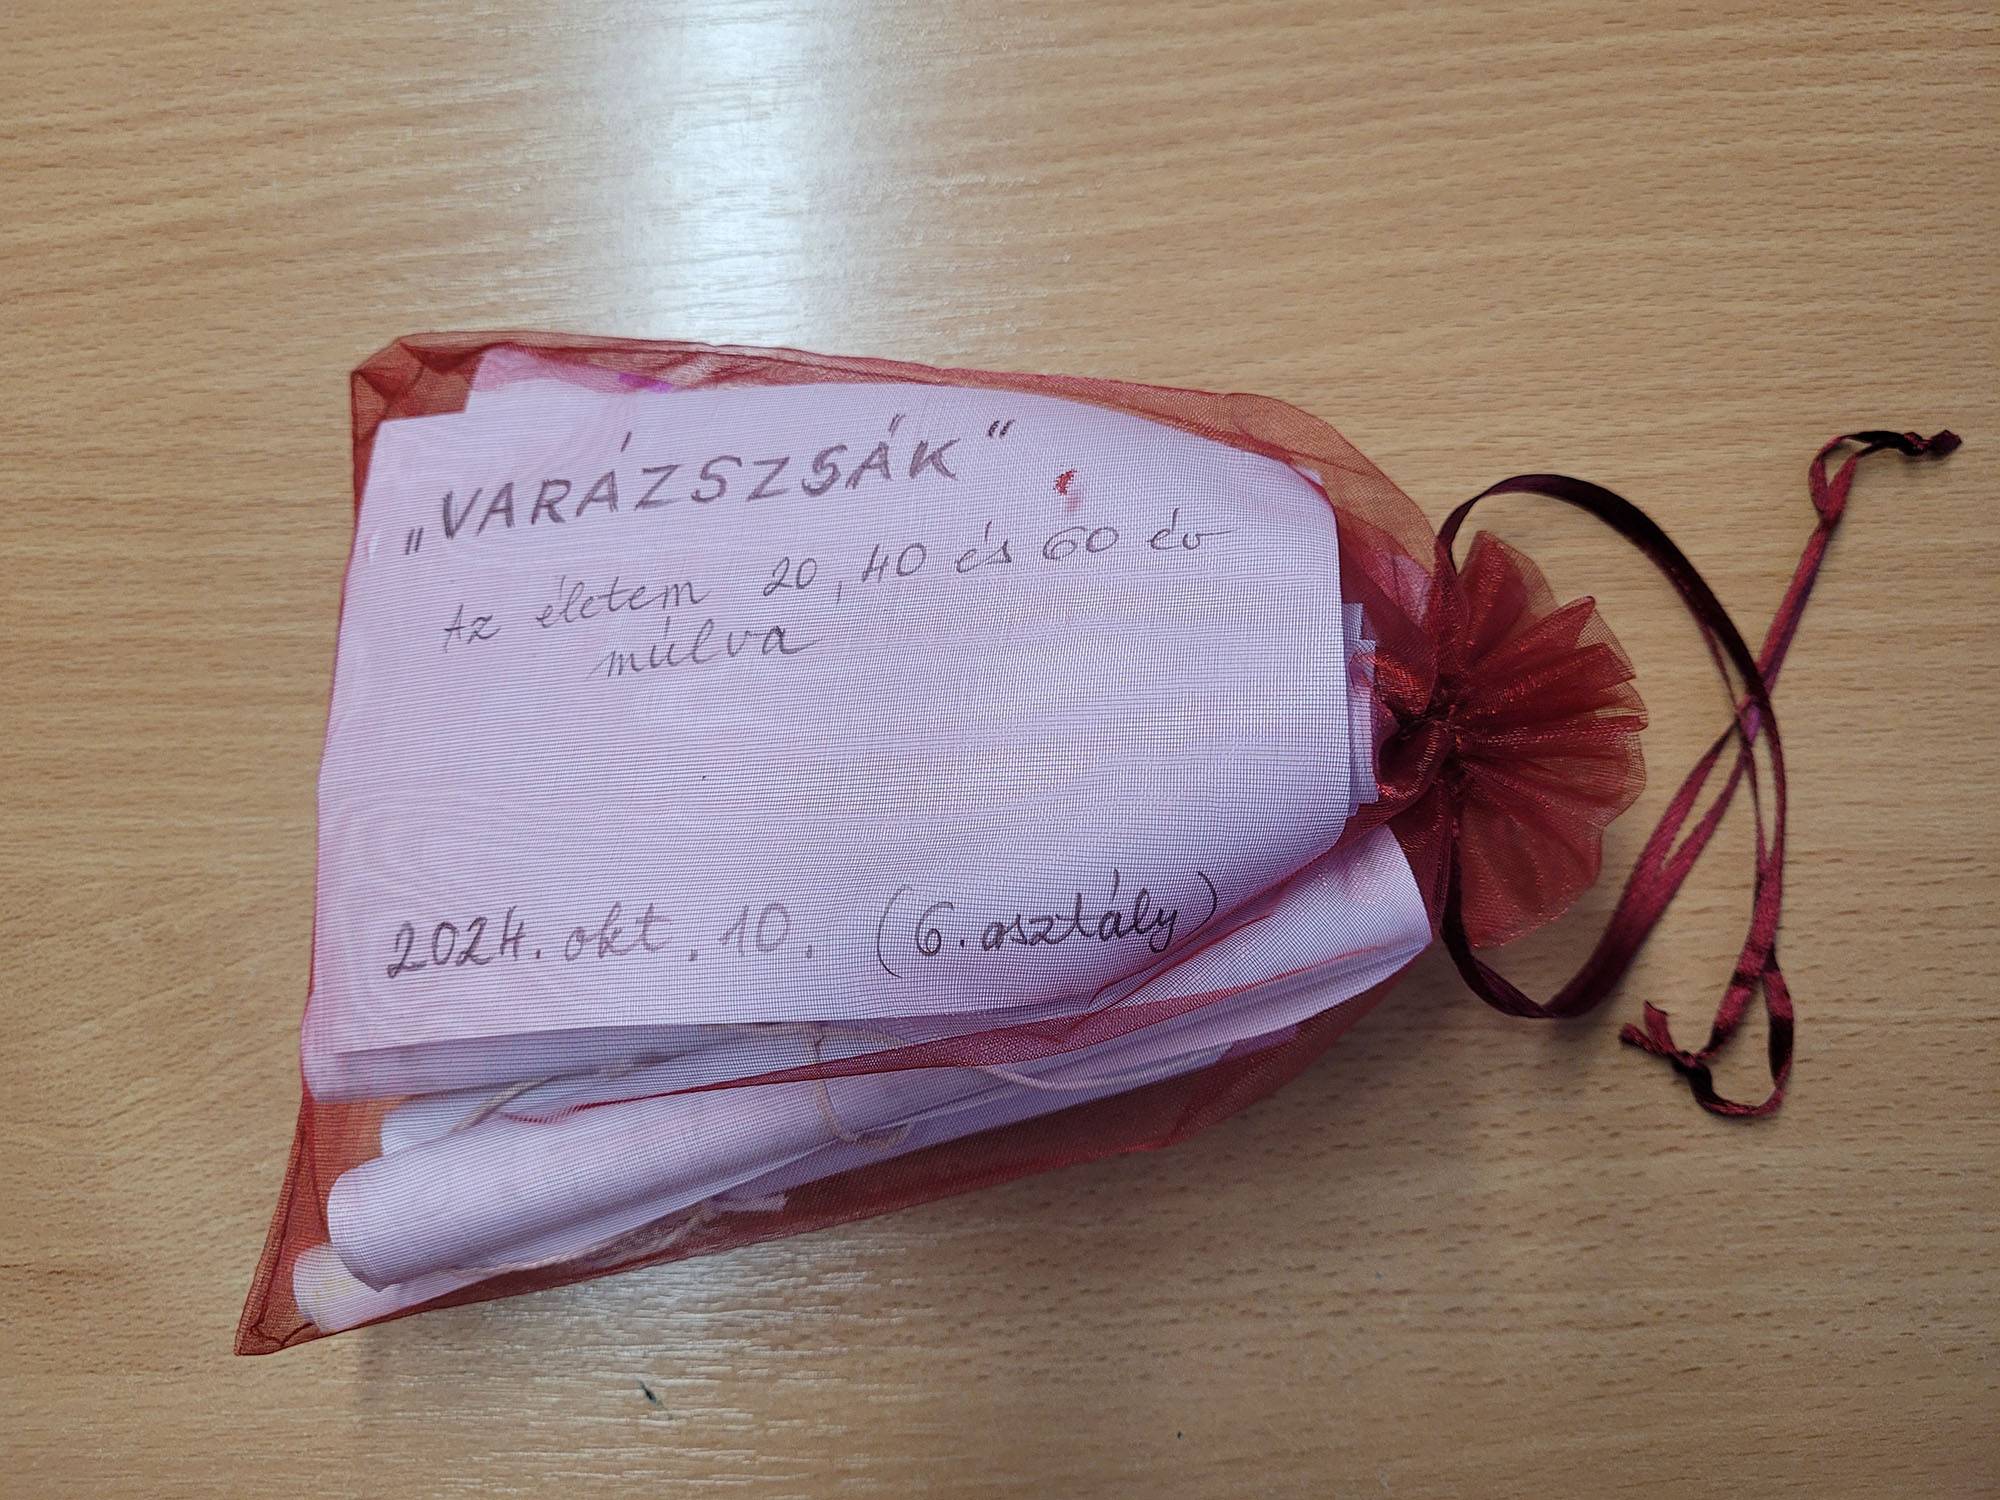 „VARÁZSZSÁK"
Az életem 20, 40 és 60 év
múlva
2024. okt. 10. (6. osztály)